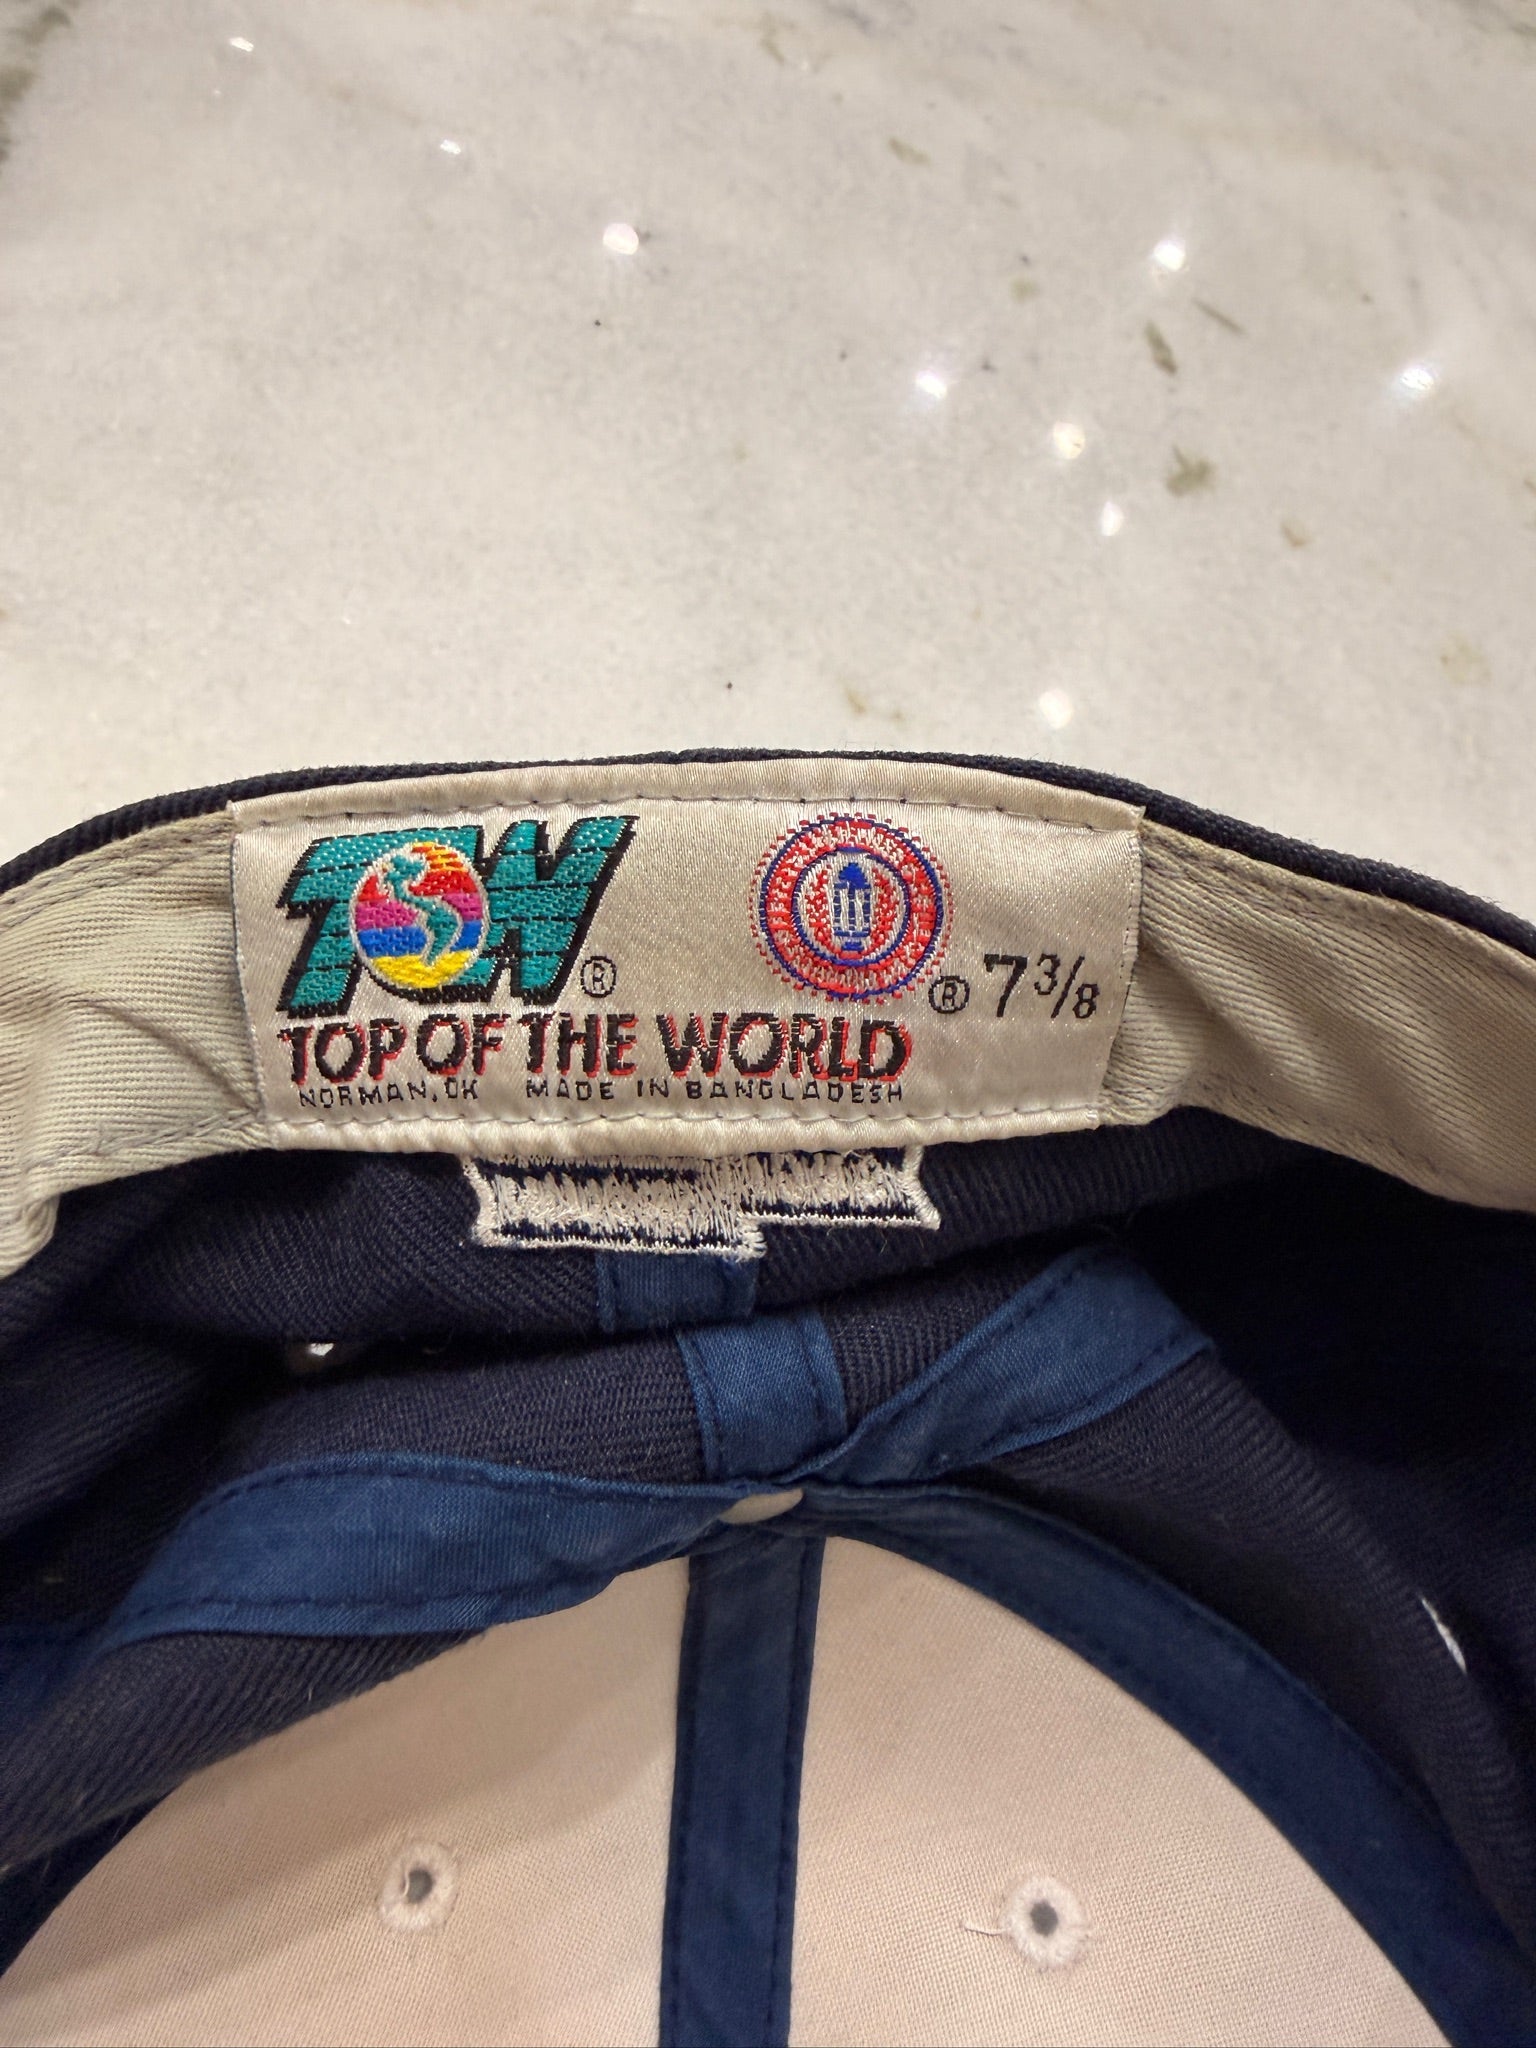 TOW®
® 7 3/8
TOP OF THE WORLD
NORMAN, OK MADE IN BANGLADESH